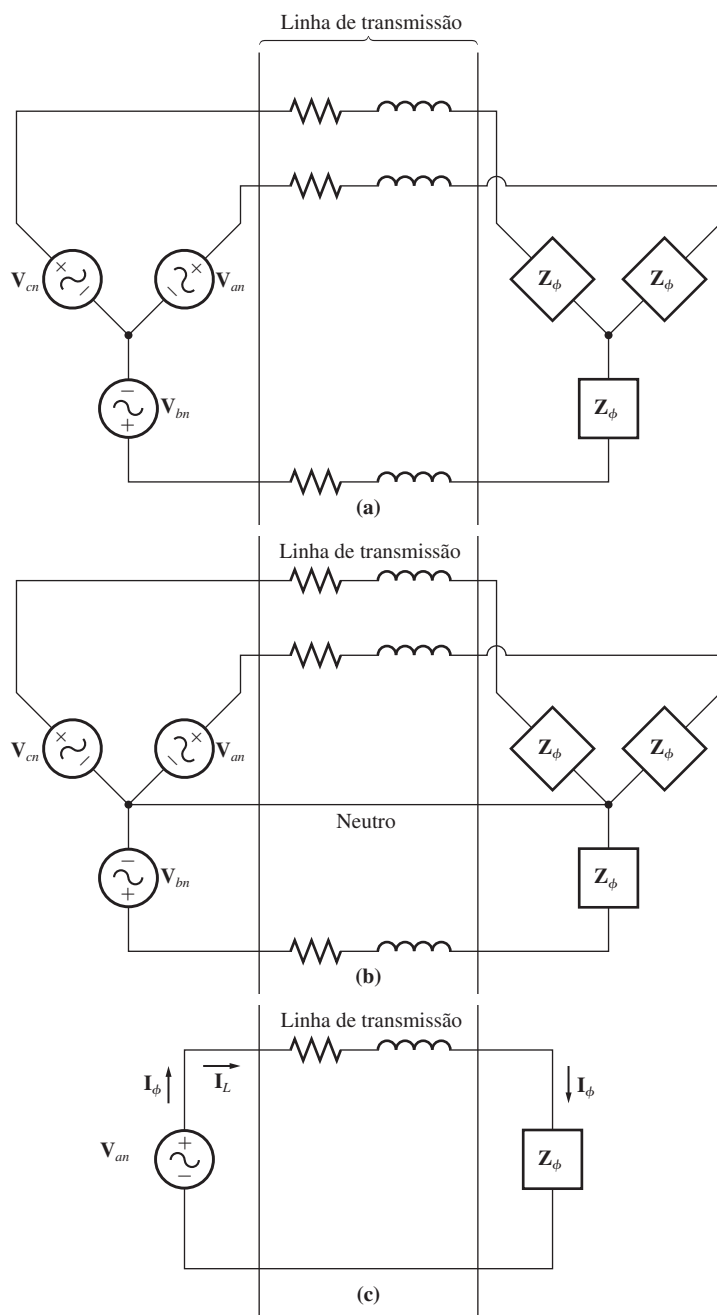 Linha de transmissão
V_cn
V_an
Z_ϕ
Z_ϕ
V_bn
Z_ϕ
(a)
Linha de transmissão
V_cn
V_an
Z_ϕ
Z_ϕ
Neutro
V_bn
Z_ϕ
(b)
Linha de transmissão
I_ϕ
I_L
I_ϕ
V_an
Z_ϕ
(c)